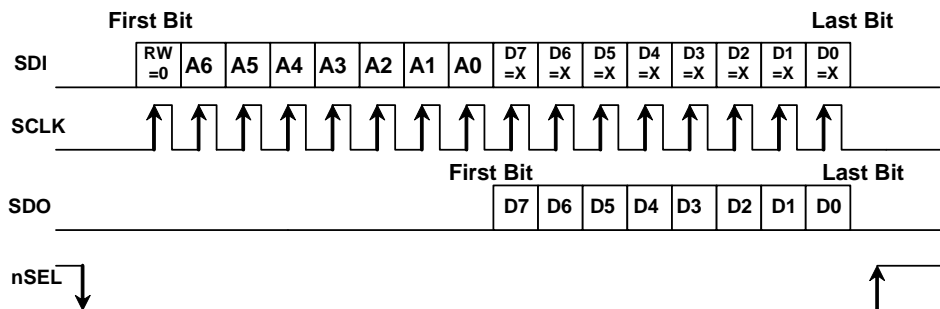 First Bit Last Bit
SDI RW =0 A6 A5 A4 A3 A2 A1 A0 D7 =X D6 =X D5 =X D4 =X D3 =X D2 =X D1 =X D0 =X
SCLK
First Bit Last Bit
SDO D7 D6 D5 D4 D3 D2 D1 D0
nSEL